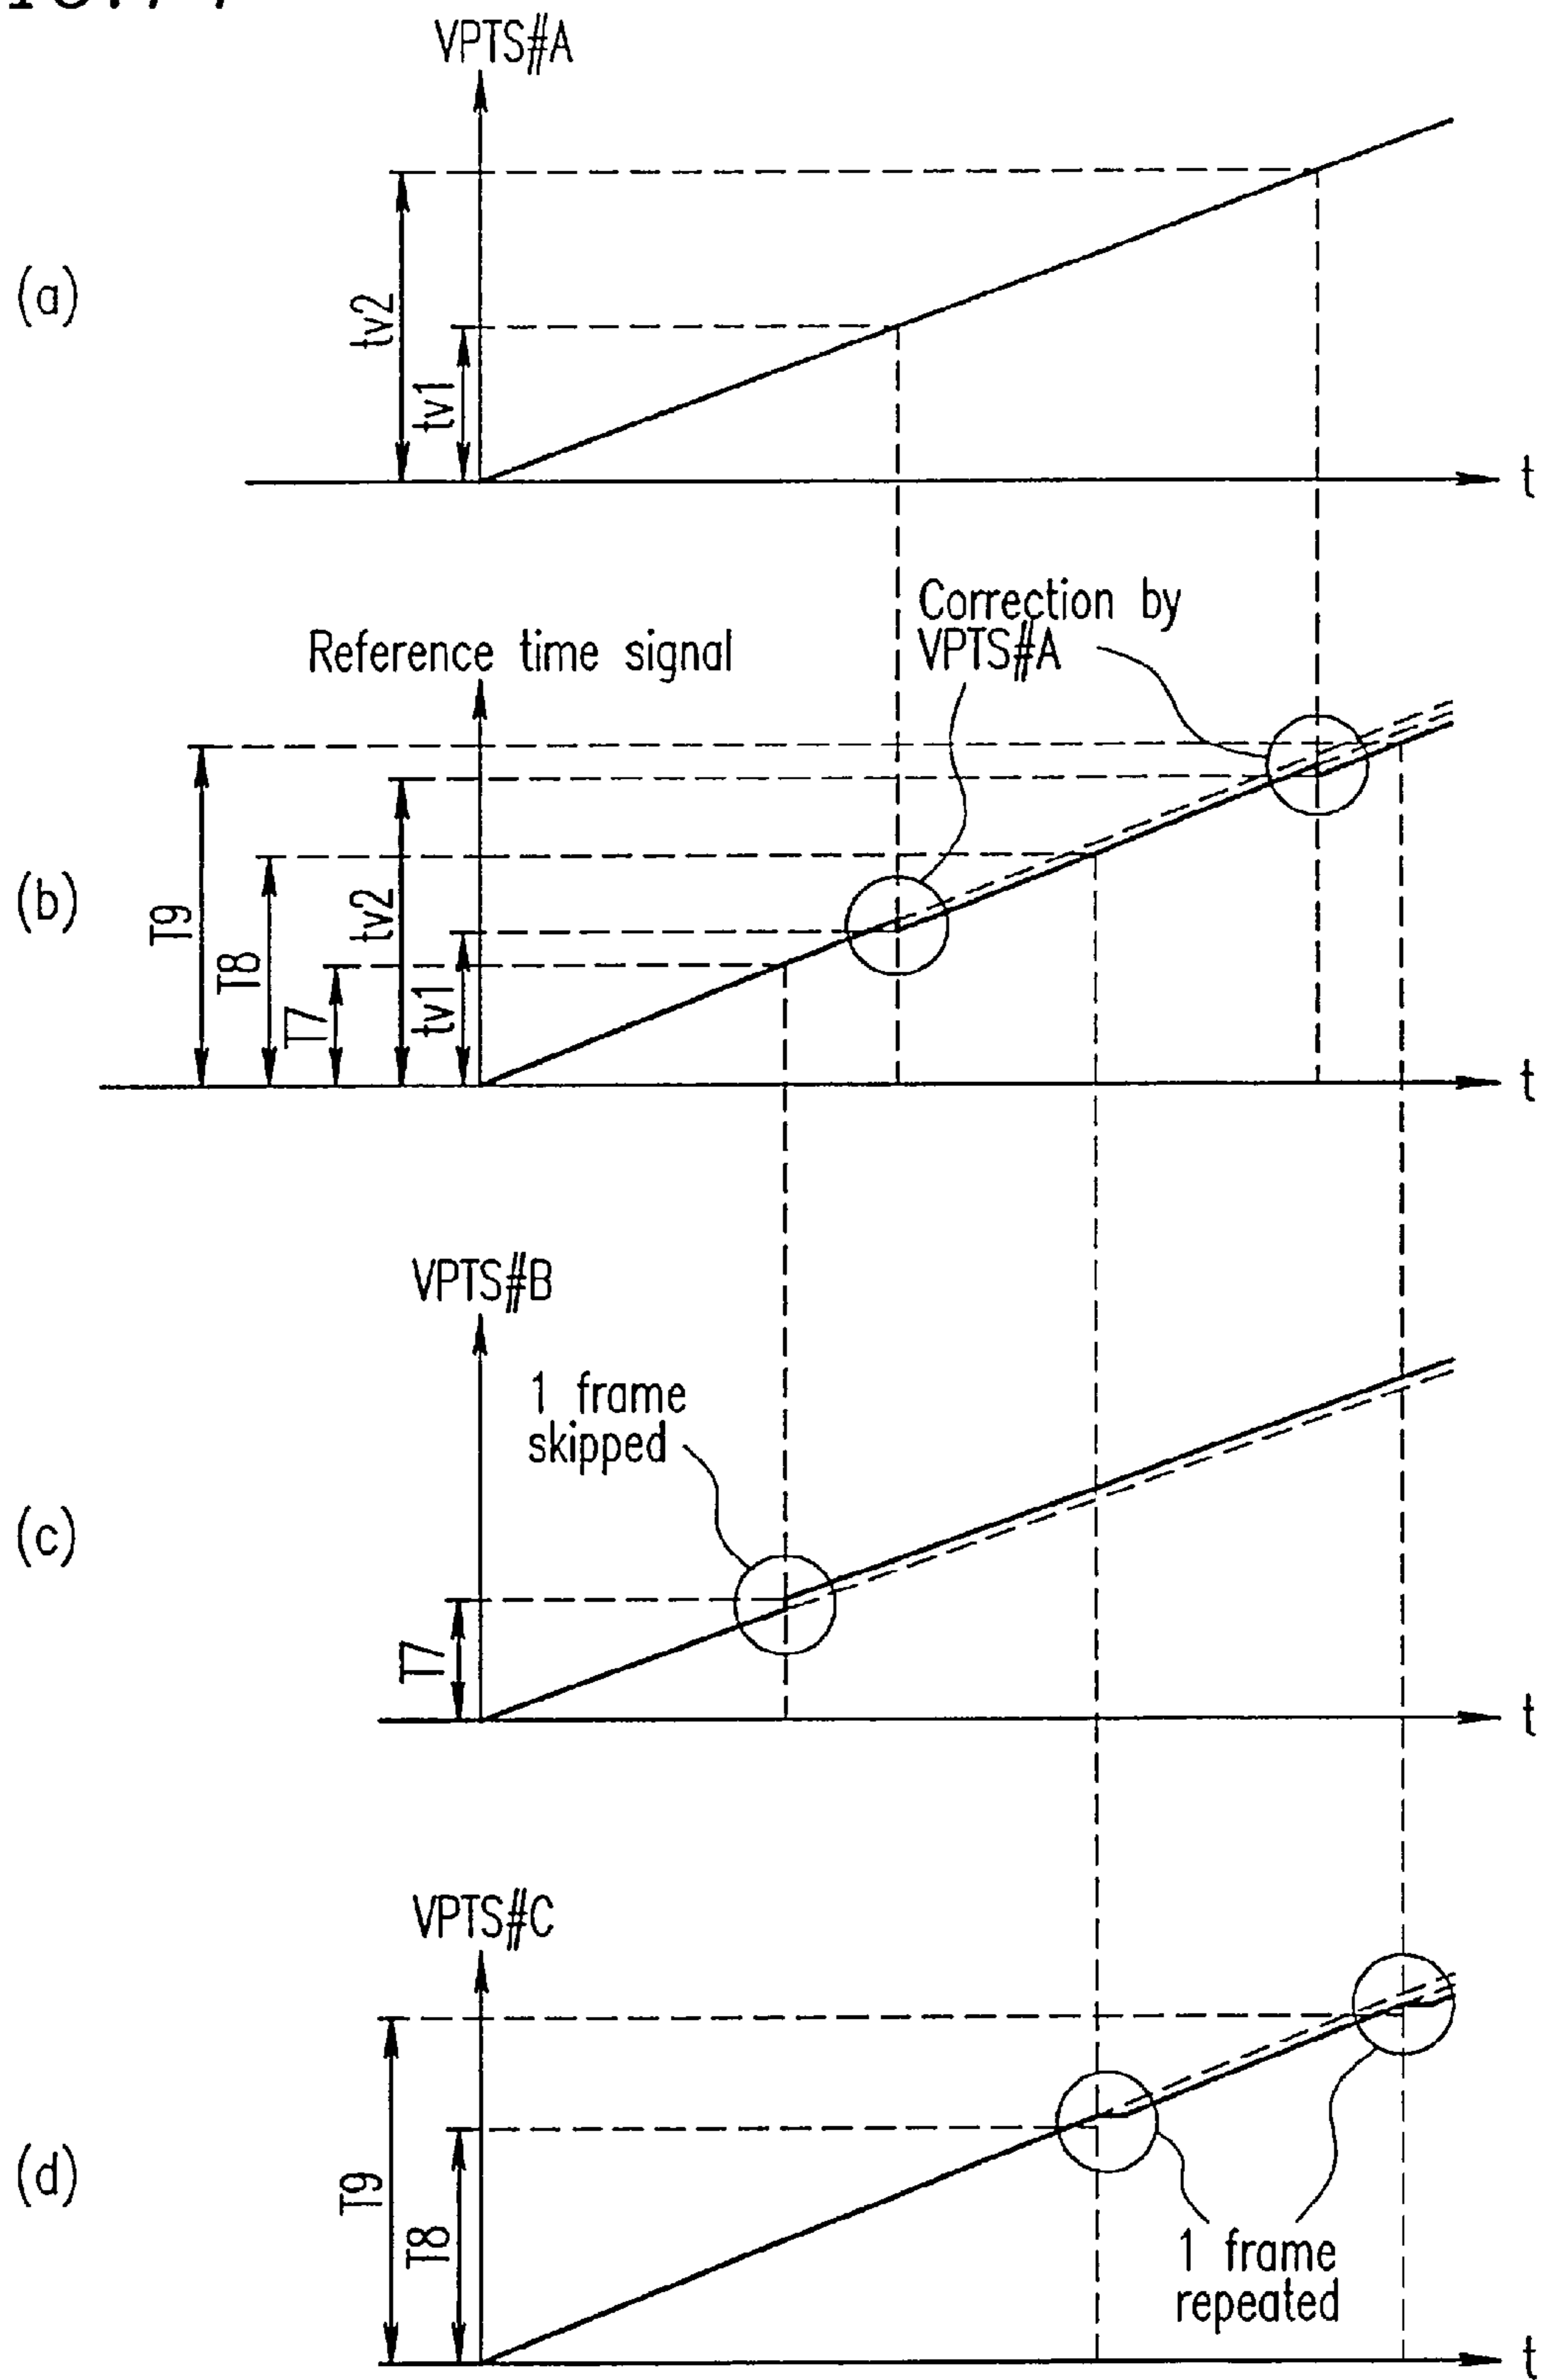 VPTS#A
(a)
tv2
tv1
t
Correction by
VPTS#A
Reference time signal
(b)
T9
T8
T7
tv2
tv1
t
VPTS#B
1 frame
skipped
(c)
T7
t
VPTS#C
(d)
T9
T8
1 frame
repeated
t